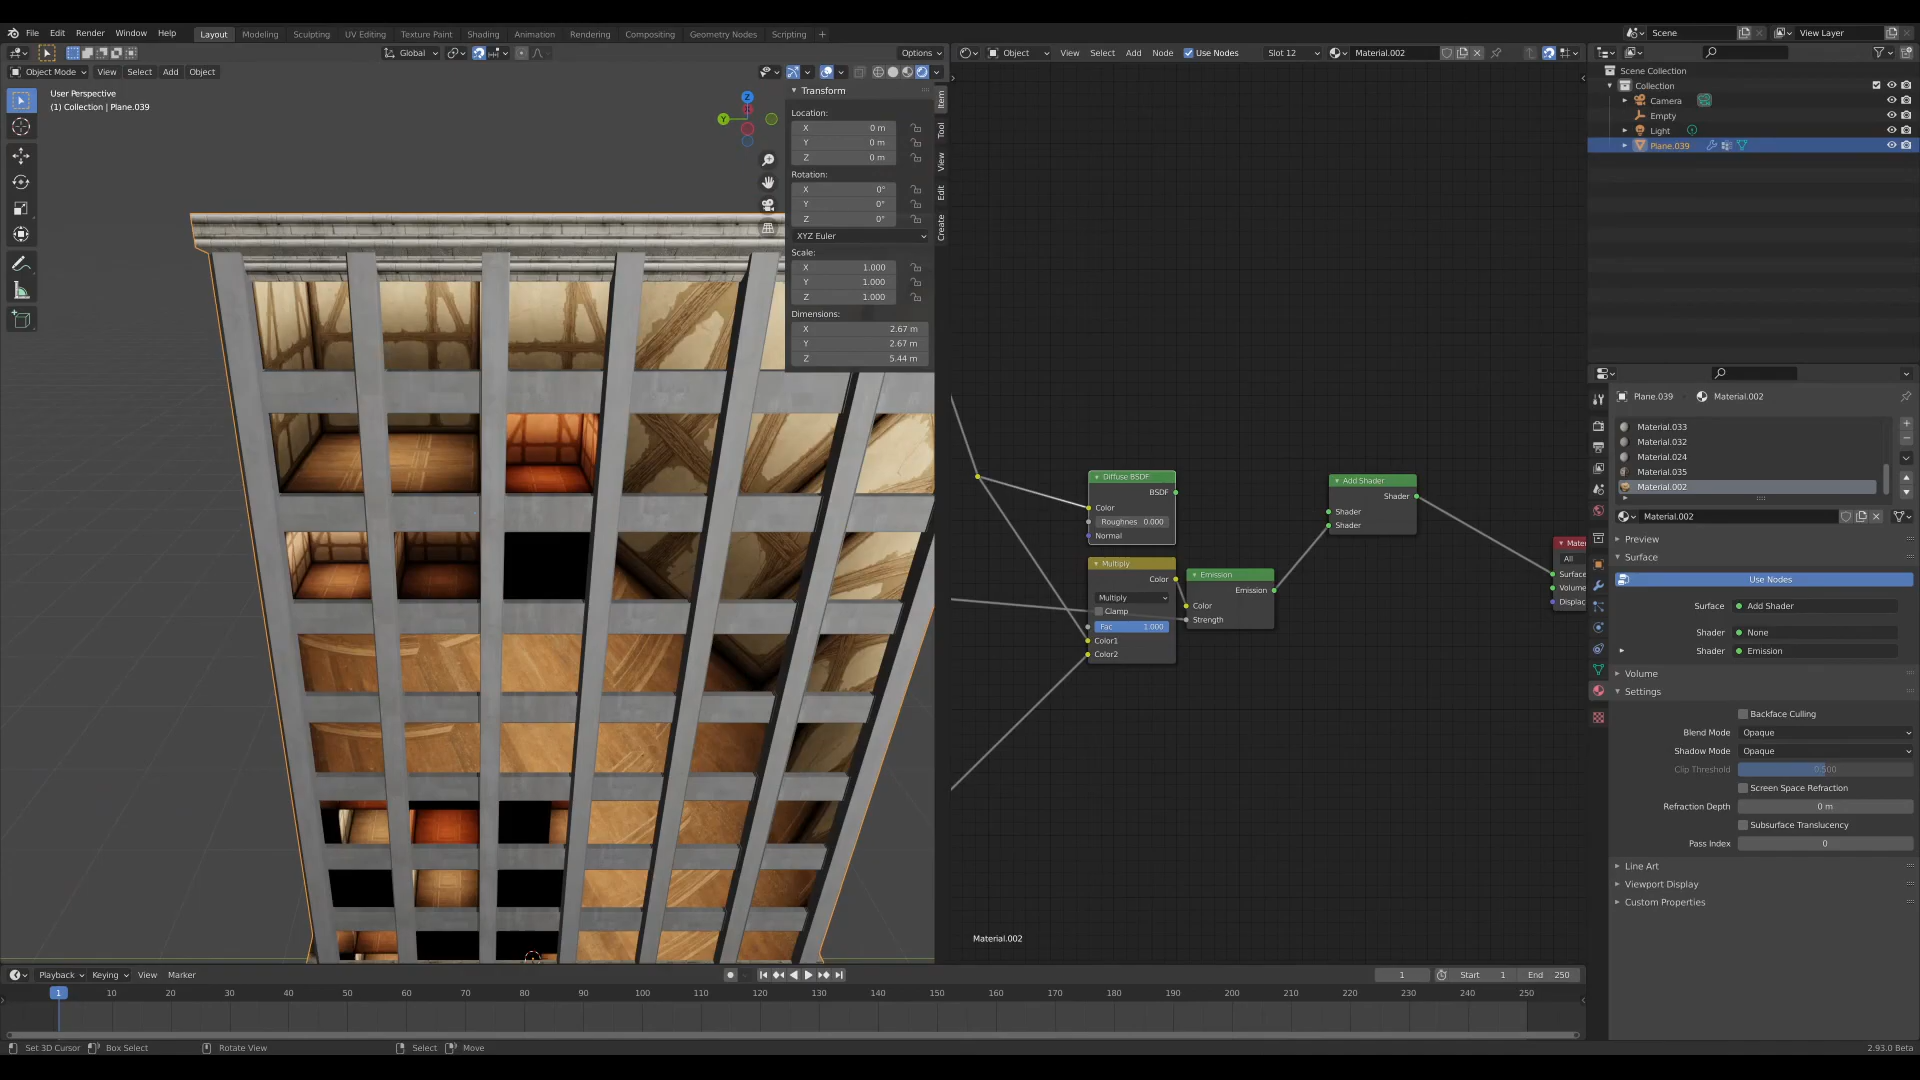 File Edit Render Window Help
Layout Modeling Sculpting UV Editing Texture Paint Shading Animation Rendering Compositing Geometry Nodes Scripting +
Scene
View Layer
Global
Options
Object
View Select Add Node Use Nodes
Slot 12
Material.002
Object Mode View Select Add Object
User Perspective
(1) Collection | Plane.039
Z
Y
Transform
Location:
X 0 m
Y 0 m
Z 0 m
Rotation:
X 0°
Y 0°
Z 0°
XYZ Euler
Scale:
X 1.000
Y 1.000
Z 1.000
Dimensions:
X 2.67 m
Y 2.67 m
Z 5.44 m
Item
Tool
View
Edit
Create
Diffuse BSDF
BSDF
Color
Roughnes 0.000
Normal
Multiply
Color
Multiply
Clamp
Fac 1.000
Color1
Color2
Emission
Emission
Color
Strength
Add Shader
Shader
Shader
Shader
Mate
All
Surface
Volume
Displac
Material.002
Scene Collection
Collection
Camera
Empty
Light
Plane.039
Plane.039
Material.002
Material.033
Material.032
Material.024
Material.035
Material.002
Material.002
Preview
Surface
Use Nodes
Surface Add Shader
Shader None
Shader Emission
Volume
Settings
Backface Culling
Blend Mode Opaque
Shadow Mode Opaque
Clip Threshold 0.500
Screen Space Refraction
Refraction Depth 0 m
Subsurface Translucency
Pass Index 0
Line Art
Viewport Display
Custom Properties
Playback Keying View Marker
1
Start 1
End 250
1 10 20 30 40 50 60 70 80 90 100 110 120 130 140 150 160 170 180 190 200 210 220 230 240 250
Set 3D Cursor
Box Select
Rotate View
Select
Move
2.93.0 Beta